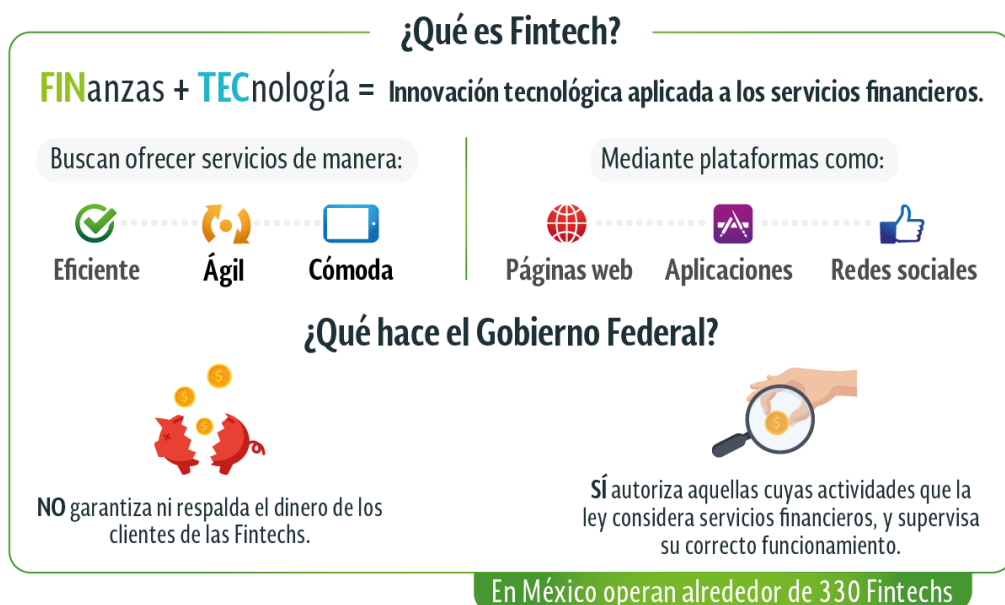 ¿Qué es Fintech?
FINanzas + TECnología = Innovación tecnológica aplicada a los servicios financieros.
Buscan ofrecer servicios de manera:
Eficiente
Ágil
Cómoda
Mediante plataformas como:
Páginas web
Aplicaciones
Redes sociales
¿Qué hace el Gobierno Federal?
NO garantiza ni respalda el dinero de los
clientes de las Fintechs.
SÍ autoriza aquellas cuyas actividades que la
ley considera servicios financieros, y supervisa
su correcto funcionamiento.
En México operan alrededor de 330 Fintechs